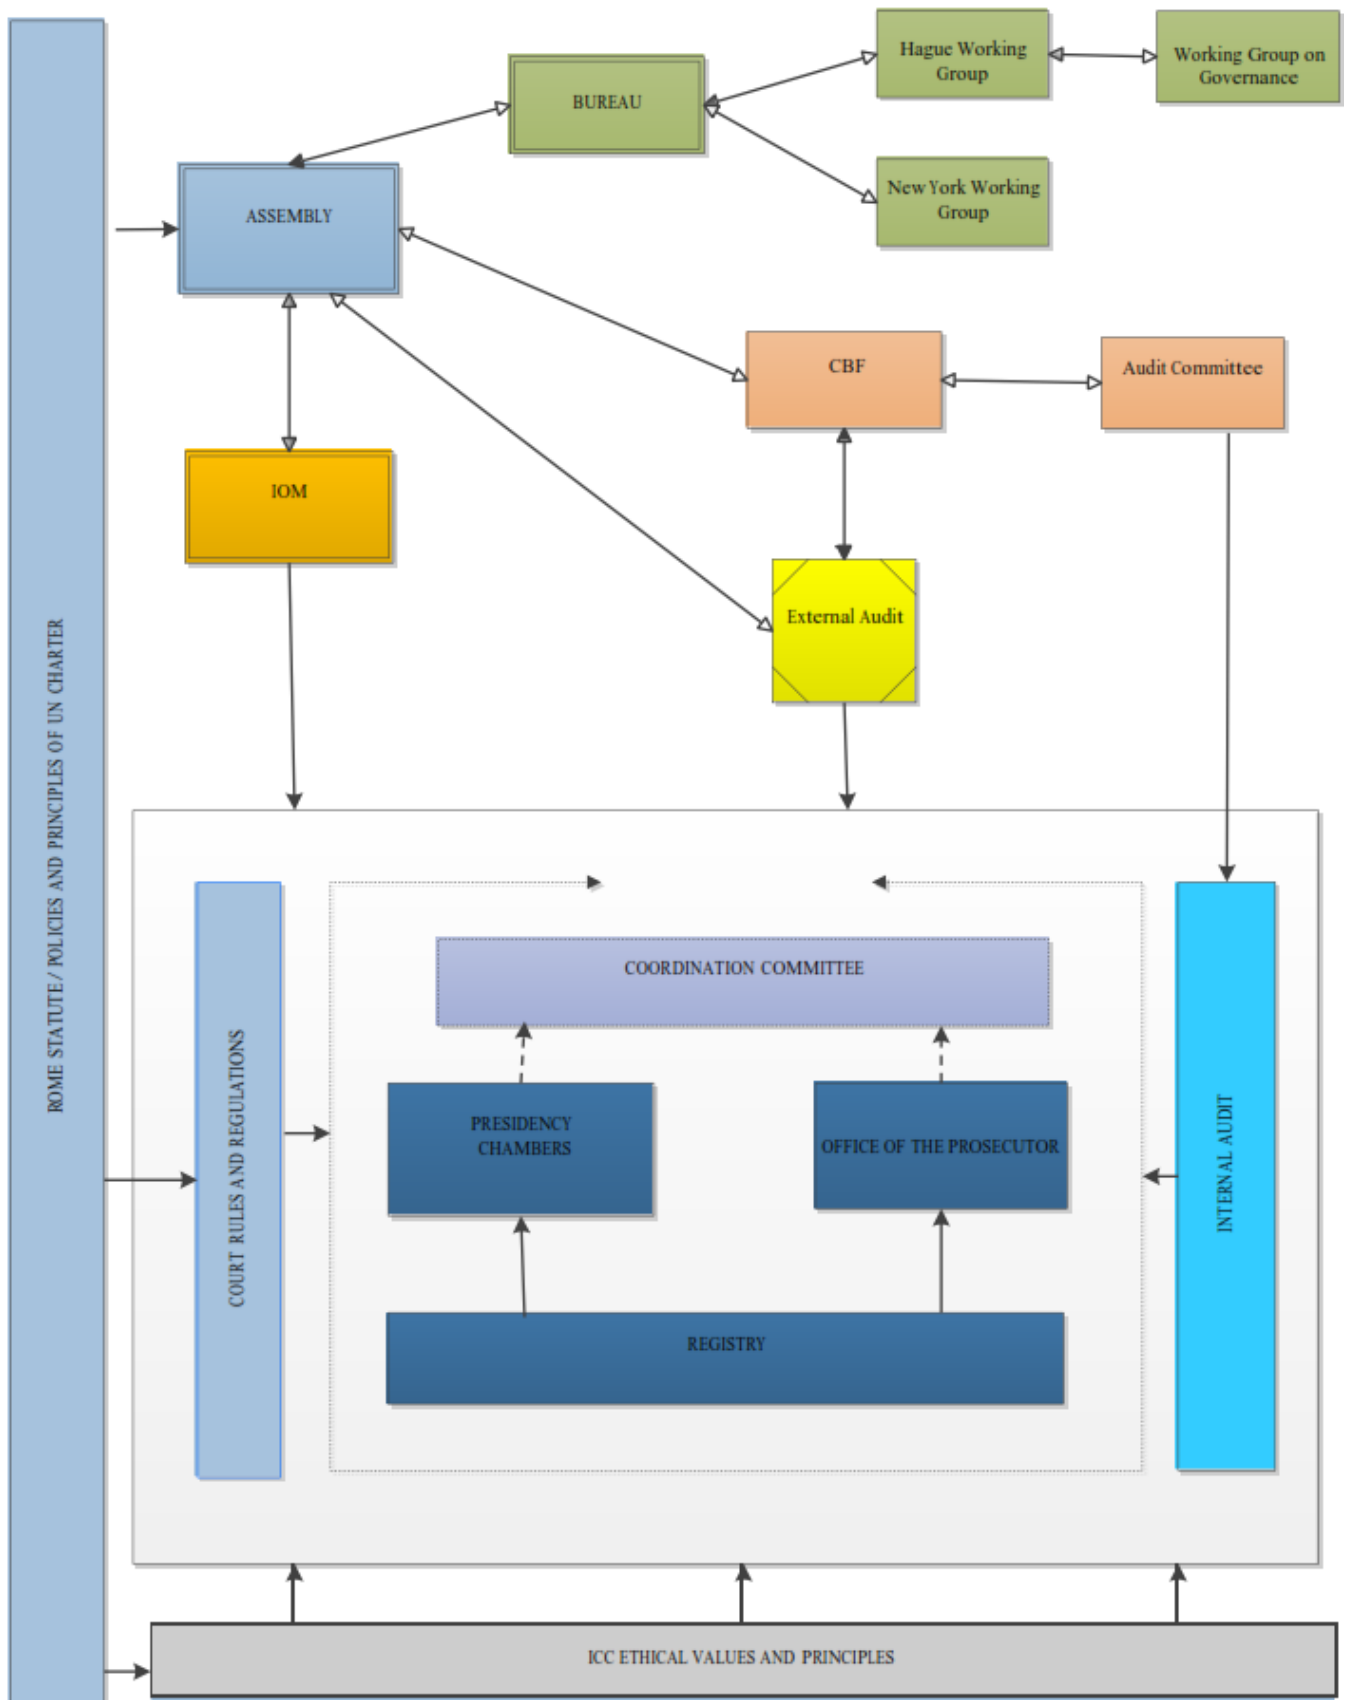 Hague Working
Group
Working Group on
Governance
BUREAU
New York Working
Group
ASSEMBLY
CBF
Audit Committee
IOM
External Audit
ROME STATUTE / POLICIES AND PRINCIPLES OF UN CHARTER
COORDINATION COMMITTEE
COURT RULES AND REGULATIONS
PRESIDENCY
CHAMBERS
OFFICE OF THE PROSECUTOR
INTERNAL AUDIT
REGISTRY
ICC ETHICAL VALUES AND PRINCIPLES